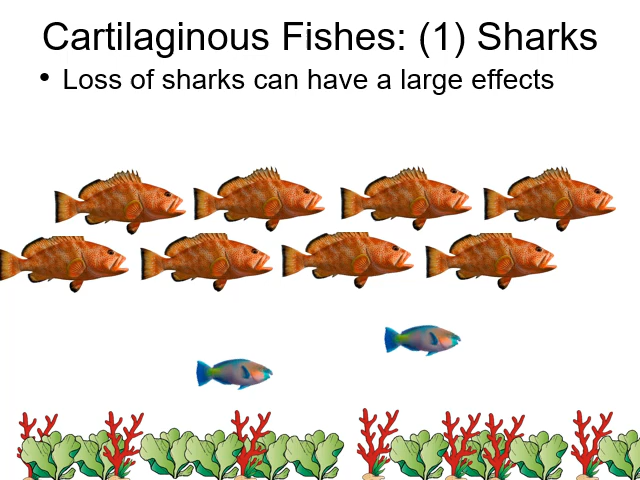 Cartilaginous Fishes: (1) Sharks
• Loss of sharks can have a large effects